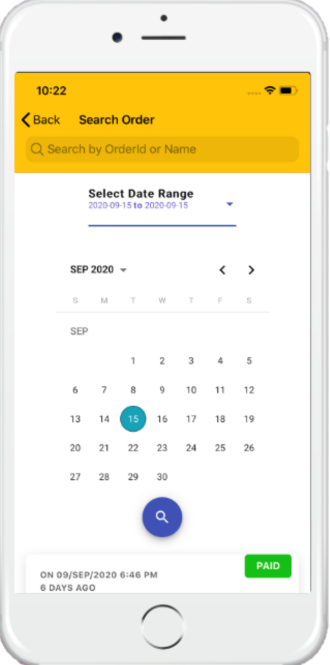 10:22
Back Search Order
Search by OrderId or Name
Select Date Range
2020-09-15 to 2020-09-15
SEP 2020
S M T W T F S
SEP
1 2 3 4 5
6 7 8 9 10 11 12
13 14 15 16 17 18 19
20 21 22 23 24 25 26
27 28 29 30
PAID
ON 09/SEP/2020 6:46 PM
6 DAYS AGO